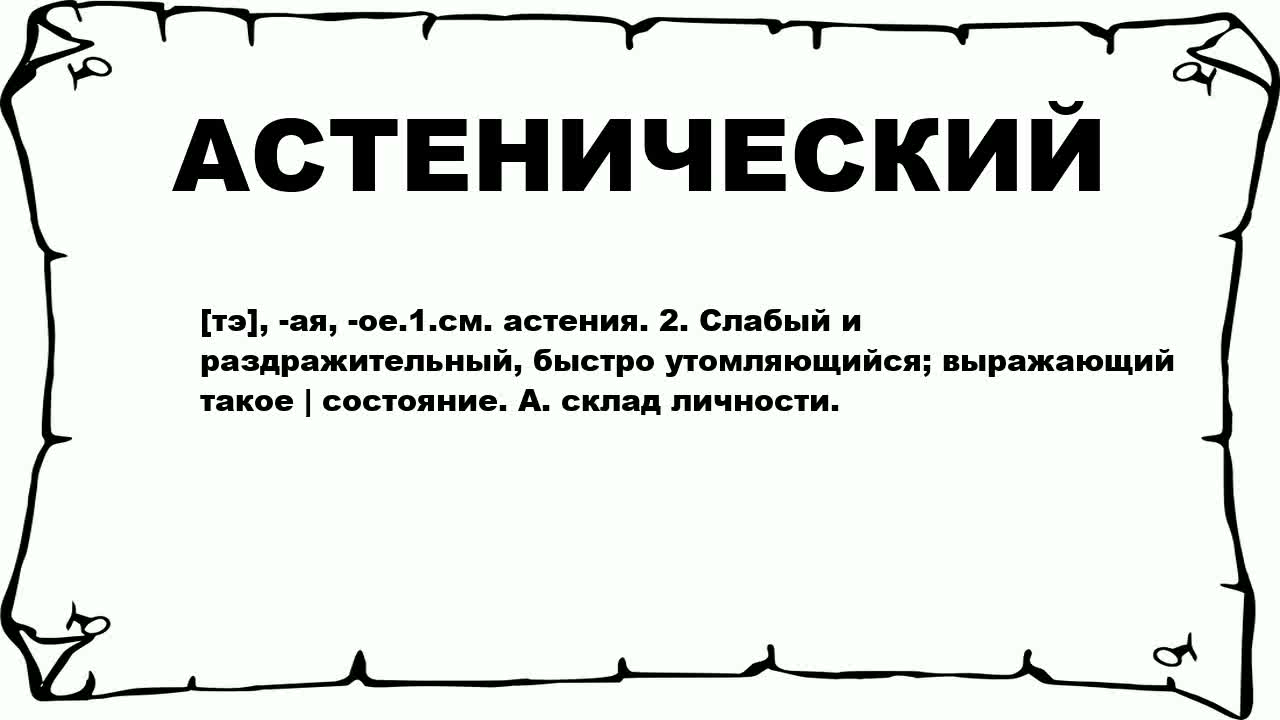 АСТЕНИЧЕСКИЙ
[тэ], -ая, -ое.1.см. астения. 2. Слабый и
раздражительный, быстро утомляющийся; выражающий
такое | состояние. А. склад личности.